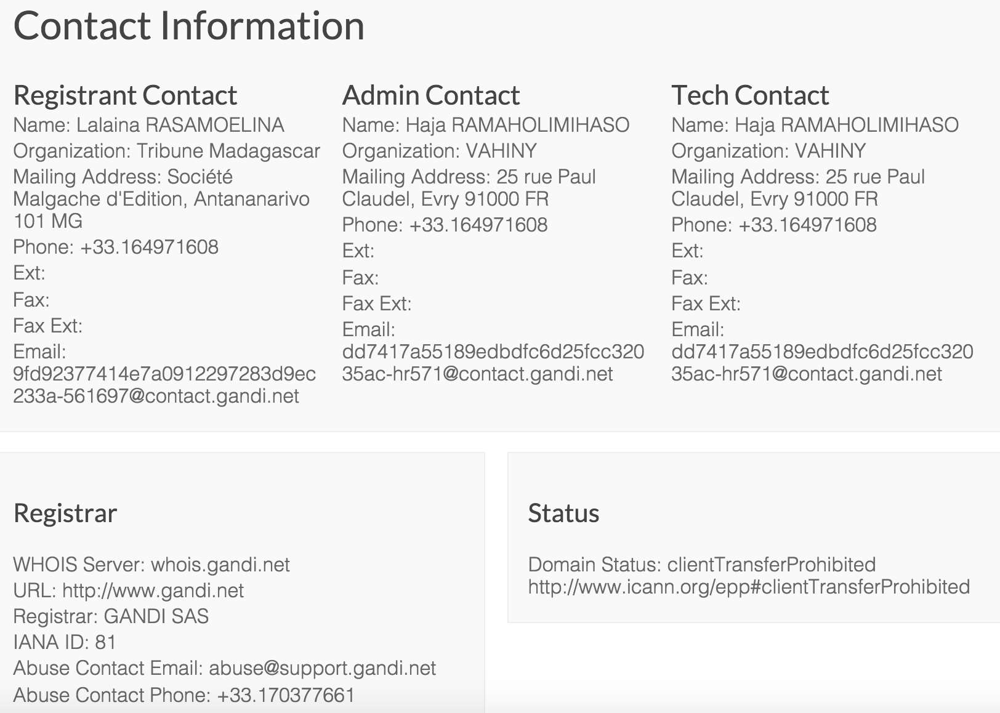 Contact Information
Registrant Contact
Name: Lalaina RASAMOELINA
Organization: Tribune Madagascar
Mailing Address: Société
Malgache d'Edition, Antananarivo
101 MG
Phone: +33.164971608
Ext:
Fax:
Fax Ext:
Email:
9fd92377414e7a0912297283d9ec
233a-561697@contact.gandi.net
Admin Contact
Name: Haja RAMAHOLIMIHASO
Organization: VAHINY
Mailing Address: 25 rue Paul
Claudel, Evry 91000 FR
Phone: +33.164971608
Ext:
Fax:
Fax Ext:
Email:
dd7417a55189edbdfc6d25fcc320
35ac-hr571@contact.gandi.net
Tech Contact
Name: Haja RAMAHOLIMIHASO
Organization: VAHINY
Mailing Address: 25 rue Paul
Claudel, Evry 91000 FR
Phone: +33.164971608
Ext:
Fax:
Fax Ext:
Email:
dd7417a55189edbdfc6d25fcc320
35ac-hr571@contact.gandi.net
Registrar
WHOIS Server: whois.gandi.net
URL: http://www.gandi.net
Registrar: GANDI SAS
IANA ID: 81
Abuse Contact Email: abuse@support.gandi.net
Abuse Contact Phone: +33.170377661
Status
Domain Status: clientTransferProhibited
http://www.icann.org/epp#clientTransferProhibited